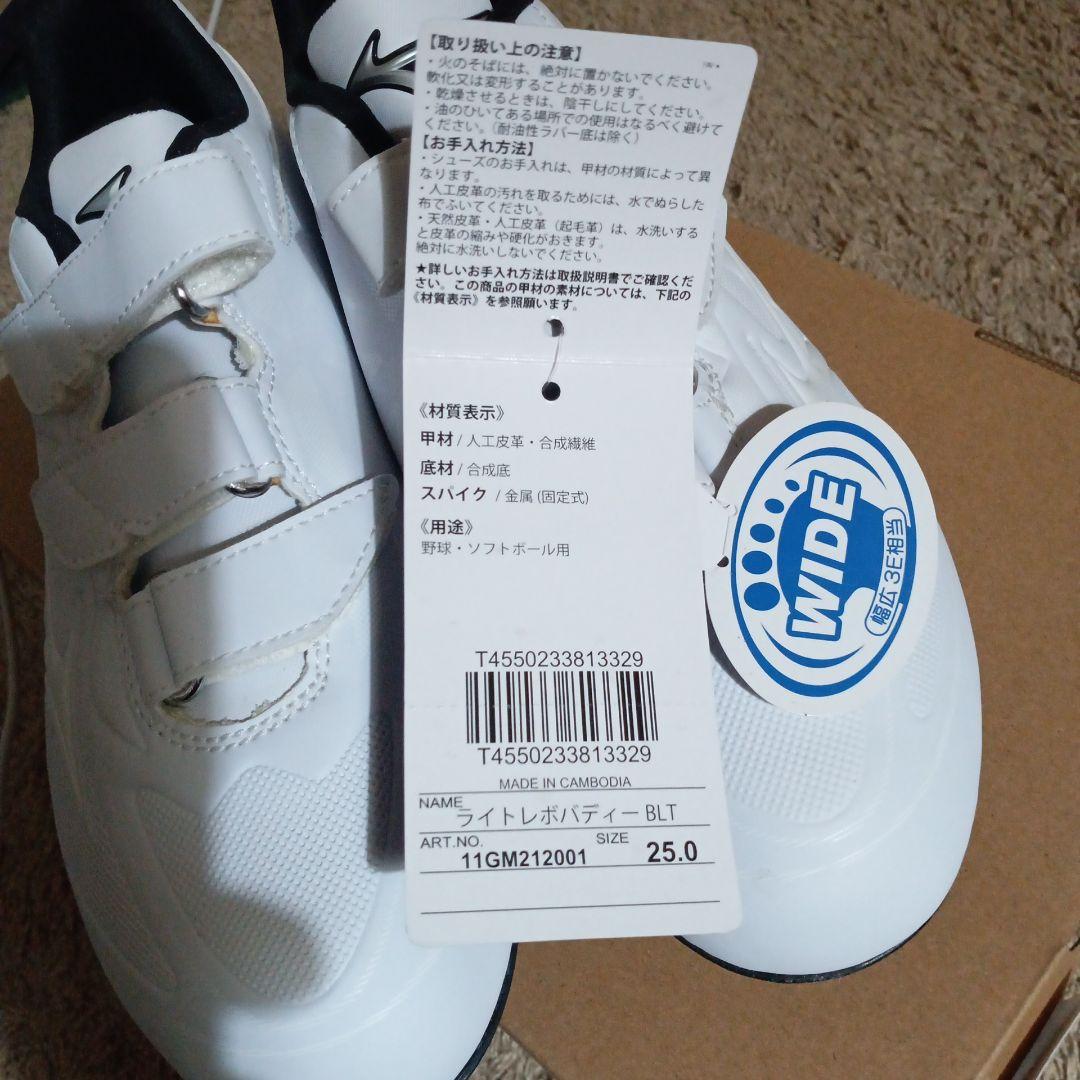 【取り扱い上の注意】
・火のそばには、絶対に置かないでください。
軟化又は変形することがあります。
・乾燥させるときは、陰干しにしてください。
・油のひいてある場所での使用はなるべく避けて
ください。（耐油性ラバー底は除く）
【お手入れ方法】
・シューズのお手入れは、甲材の材質によって異
なります。
・人工皮革の汚れを取るためには、水でぬらした
布でふいてください。
・天然皮革・人工皮革（起毛革）は、水洗いする
と皮革の縮みや硬化がおきます。
絶対に水洗いしないでください。
★詳しいお手入れ方法は取扱説明書でご確認くだ
さい。この商品の甲材の素材については、下記の
《材質表示》を参照願います。
《材質表示》
甲材 / 人工皮革・合成繊維
底材 / 合成底
スパイク / 金属 (固定式)
《用途》
野球・ソフトボール用
T4550233813329
T4550233813329
MADE IN CAMBODIA
NAME ライトレボバディー BLT
ART.NO. 11GM212001 SIZE 25.0
WIDE
幅広 3E相当